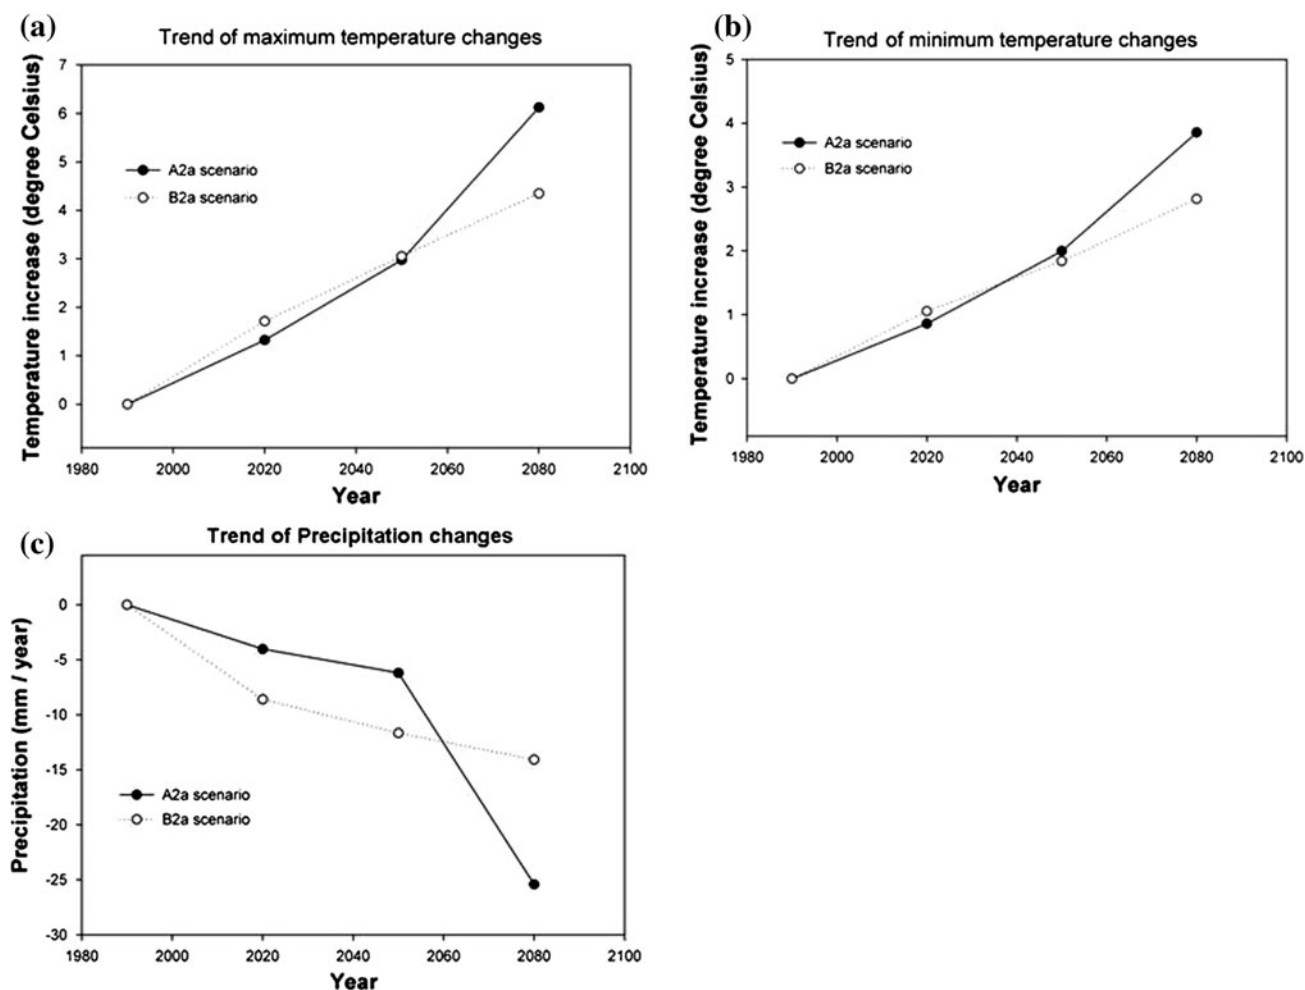 (a)
Trend of maximum temperature changes
Temperature increase (degree Celsius)
7
6
5
4
3
2
1
0
A2a scenario
B2a scenario
1980 2000 2020 2040 2060 2080 2100
Year
(b)
Trend of minimum temperature changes
Temperature increase (degree Celsius)
5
4
3
2
1
0
A2a scenario
B2a scenario
1980 2000 2020 2040 2060 2080 2100
Year
(c)
Trend of Precipitation changes
Precipitation (mm / year)
0
-5
-10
-15
-20
-25
-30
A2a scenario
B2a scenario
1980 2000 2020 2040 2060 2080 2100
Year